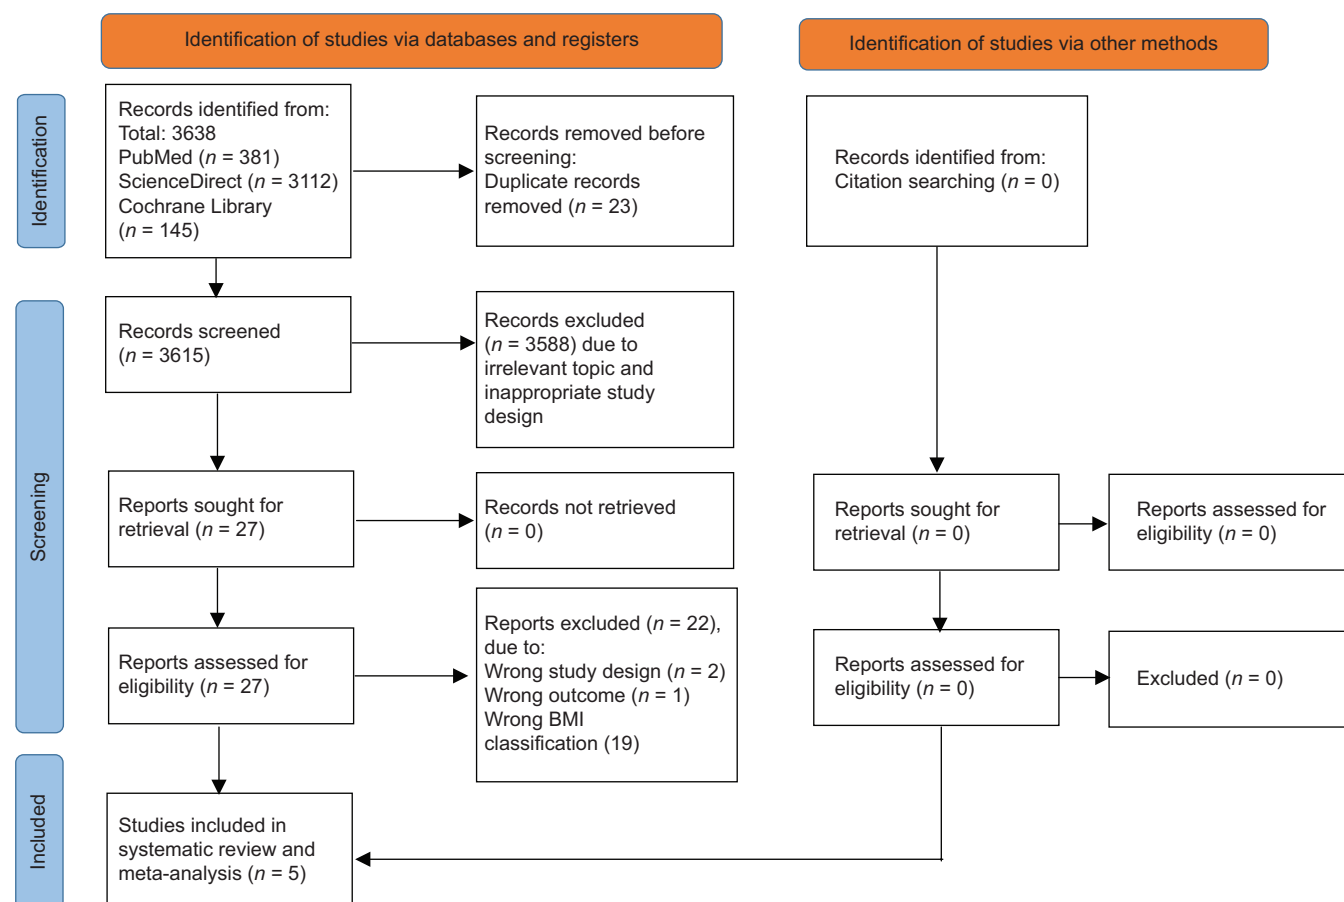 Identification of studies via databases and registers
Identification of studies via other methods
Identification
Records identified from:
Total: 3638
PubMed (n = 381)
ScienceDirect (n = 3112)
Cochrane Library
(n = 145)
Records removed before
screening:
Duplicate records
removed (n = 23)
Records identified from:
Citation searching (n = 0)
Screening
Records screened
(n = 3615)
Records excluded
(n = 3588) due to
irrelevant topic and
inappropriate study
design
Reports sought for
retrieval (n = 27)
Records not retrieved
(n = 0)
Reports sought for
retrieval (n = 0)
Reports assessed for
eligibility (n = 0)
Reports assessed for
eligibility (n = 27)
Reports excluded (n = 22),
due to:
Wrong study design (n = 2)
Wrong outcome (n = 1)
Wrong BMI
classification (19)
Reports assessed for
eligibility (n = 0)
Excluded (n = 0)
Included
Studies included in
systematic review and
meta-analysis (n = 5)